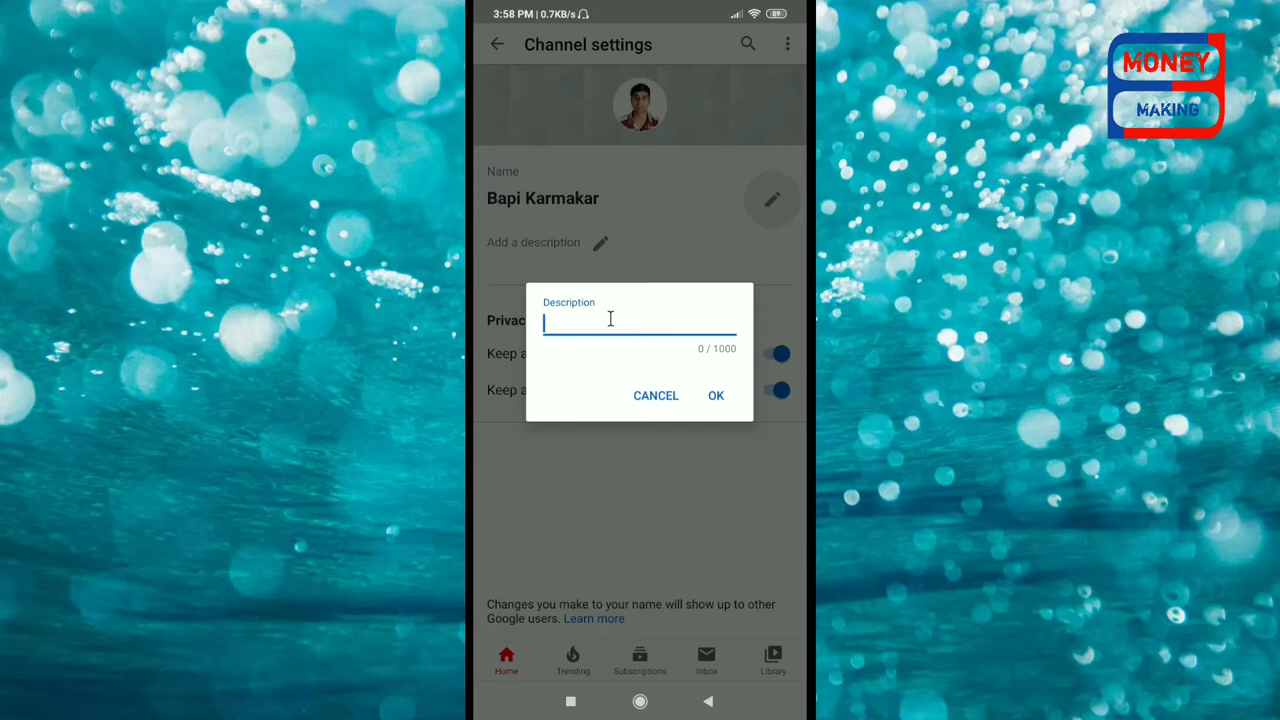 3:58 PM | 0.7KB/s
89
Channel settings
MONEY
MAKING
Name
Bapi Karmakar
Add a description
Description
0 / 1000
CANCEL OK
Privac
Keep a
Keep a
Changes you make to your name will show up to other
Google users. Learn more
Home Trending Subscriptions Inbox Library